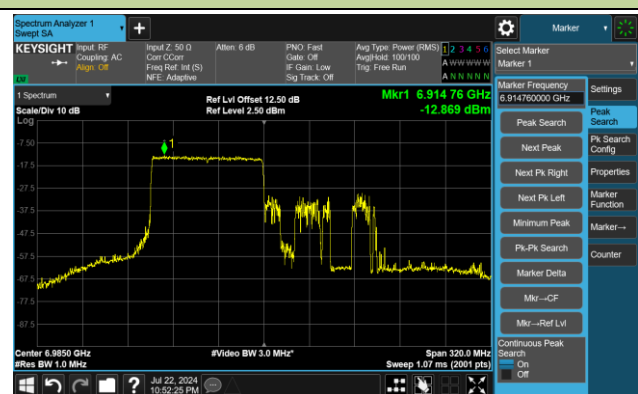 Spectrum Analyzer 1
Swept SA
Marker
KEYSIGHT
Input: RF
Coupling: AC
Align: Off
Input Z: 50 Ω
Corr CCorr
Freq Ref: Int (S)
NFE: Adaptive
Atten: 6 dB
PNO: Fast
Gate: Off
IF Gain: Low
Sig Track: Off
Avg Type: Power (RMS)
Avg|Hold: 100/100
Trig: Free Run
1 2 3 4 5 6
A W W W W W
A N N N N N
Select Marker
Marker 1
1 Spectrum
Scale/Div 10 dB
Log
Ref Lvl Offset 12.50 dB
Ref Level 2.50 dBm
Mkr1 6.914 76 GHz
-12.869 dBm
1
-7.50
-17.5
-27.5
-37.5
-47.5
-57.5
-67.5
-77.5
-87.5
Center 6.9850 GHz
#Res BW 1.0 MHz
#Video BW 3.0 MHz*
Span 320.0 MHz
Sweep 1.07 ms (2001 pts)
Marker Frequency
6.914760000 GHz
Peak Search
Next Peak
Next Pk Right
Next Pk Left
Minimum Peak
Pk-Pk Search
Marker Delta
Mkr→CF
Mkr→Ref Lvl
Continuous Peak
Search
On
Off
Settings
Peak
Search
Pk Search
Config
Properties
Marker
Function
Marker→
Counter
Jul 22, 2024
10:52:25 PM